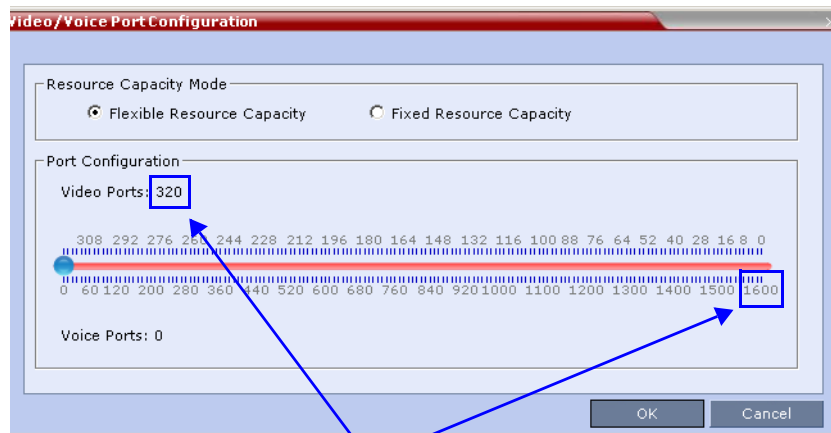 Video/Voice Port Configuration
Resource Capacity Mode
Flexible Resource Capacity Fixed Resource Capacity
Port Configuration
Video Ports: 320
308 292 276 260 244 228 212 196 180 164 148 132 116 100 88 76 64 52 40 28 16 8 0
0 60 120 200 280 360 440 520 600 680 760 840 920 1000 1100 1200 1300 1400 1500 1600
Voice Ports: 0
OK Cancel